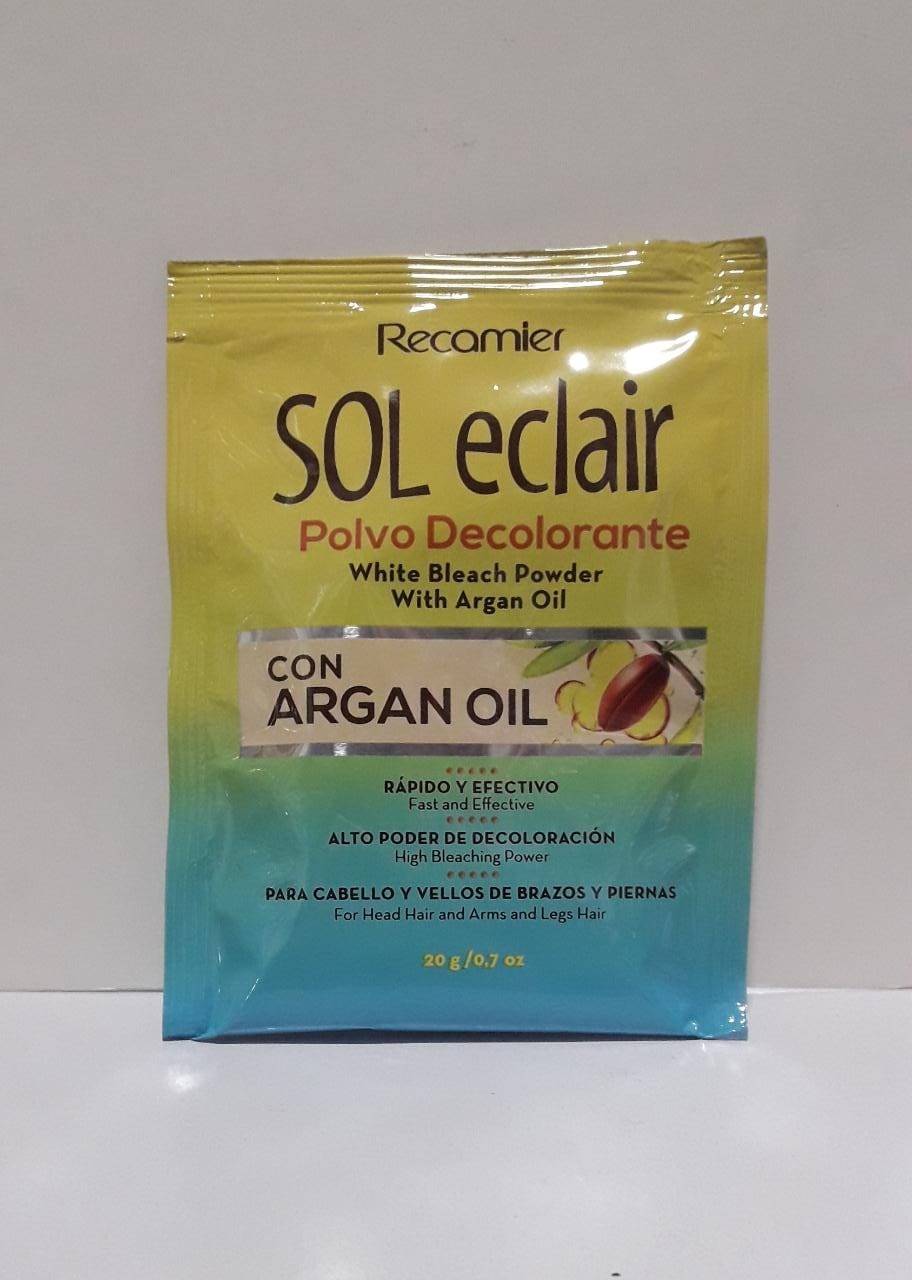 Recamier
SOL eclair
Polvo Decolorante
White Bleach Powder
With Argan Oil
CON
ARGAN OIL
RÁPIDO Y EFECTIVO
Fast and Effective
ALTO PODER DE DECOLORACIÓN
High Bleaching Power
PARA CABELLO Y VELLOS DE BRAZOS Y PIERNAS
For Head Hair and Arms and Legs Hair
20 g/0,7 oz